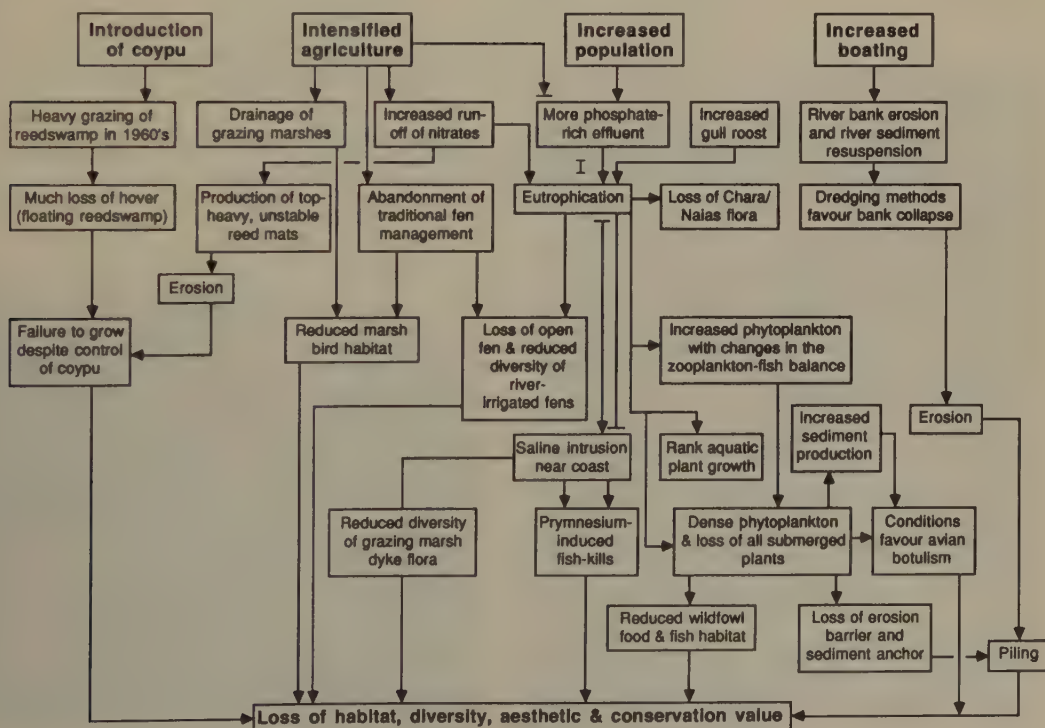 Introduction
of coypu
Intensified
agriculture
Increased
population
Increased
boating
Heavy grazing of
reedswamp in 1960's
Drainage of
grazing marshes
Increased run-
off of nitrates
More phosphate-
rich effluent
Increased
gull roost
River bank erosion
and river sediment
resuspension
Much loss of hover
(floating reedswamp)
Production of top-
heavy, unstable
reed mats
Abandonment of
traditional fen
management
Eutrophication
Loss of Chara/
Naias flora
Dredging methods
favour bank collapse
Erosion
Failure to grow
despite control
of coypu
Reduced marsh
bird habitat
Loss of open
fen & reduced
diversity of
river-
irrigated fens
Increased phytoplankton
with changes in the
zooplankton-fish balance
Erosion
Saline intrusion
near coast
Rank aquatic
plant growth
Increased
sediment
production
Reduced diversity
of grazing marsh
dyke flora
Prymnesium-
induced
fish-kills
Dense phytoplankton
& loss of all submerged
plants
Conditions
favour avian
botulism
Reduced wildfowl
food & fish habitat
Loss of erosion
barrier and
sediment anchor
Piling
Loss of habitat, diversity, aesthetic & conservation value